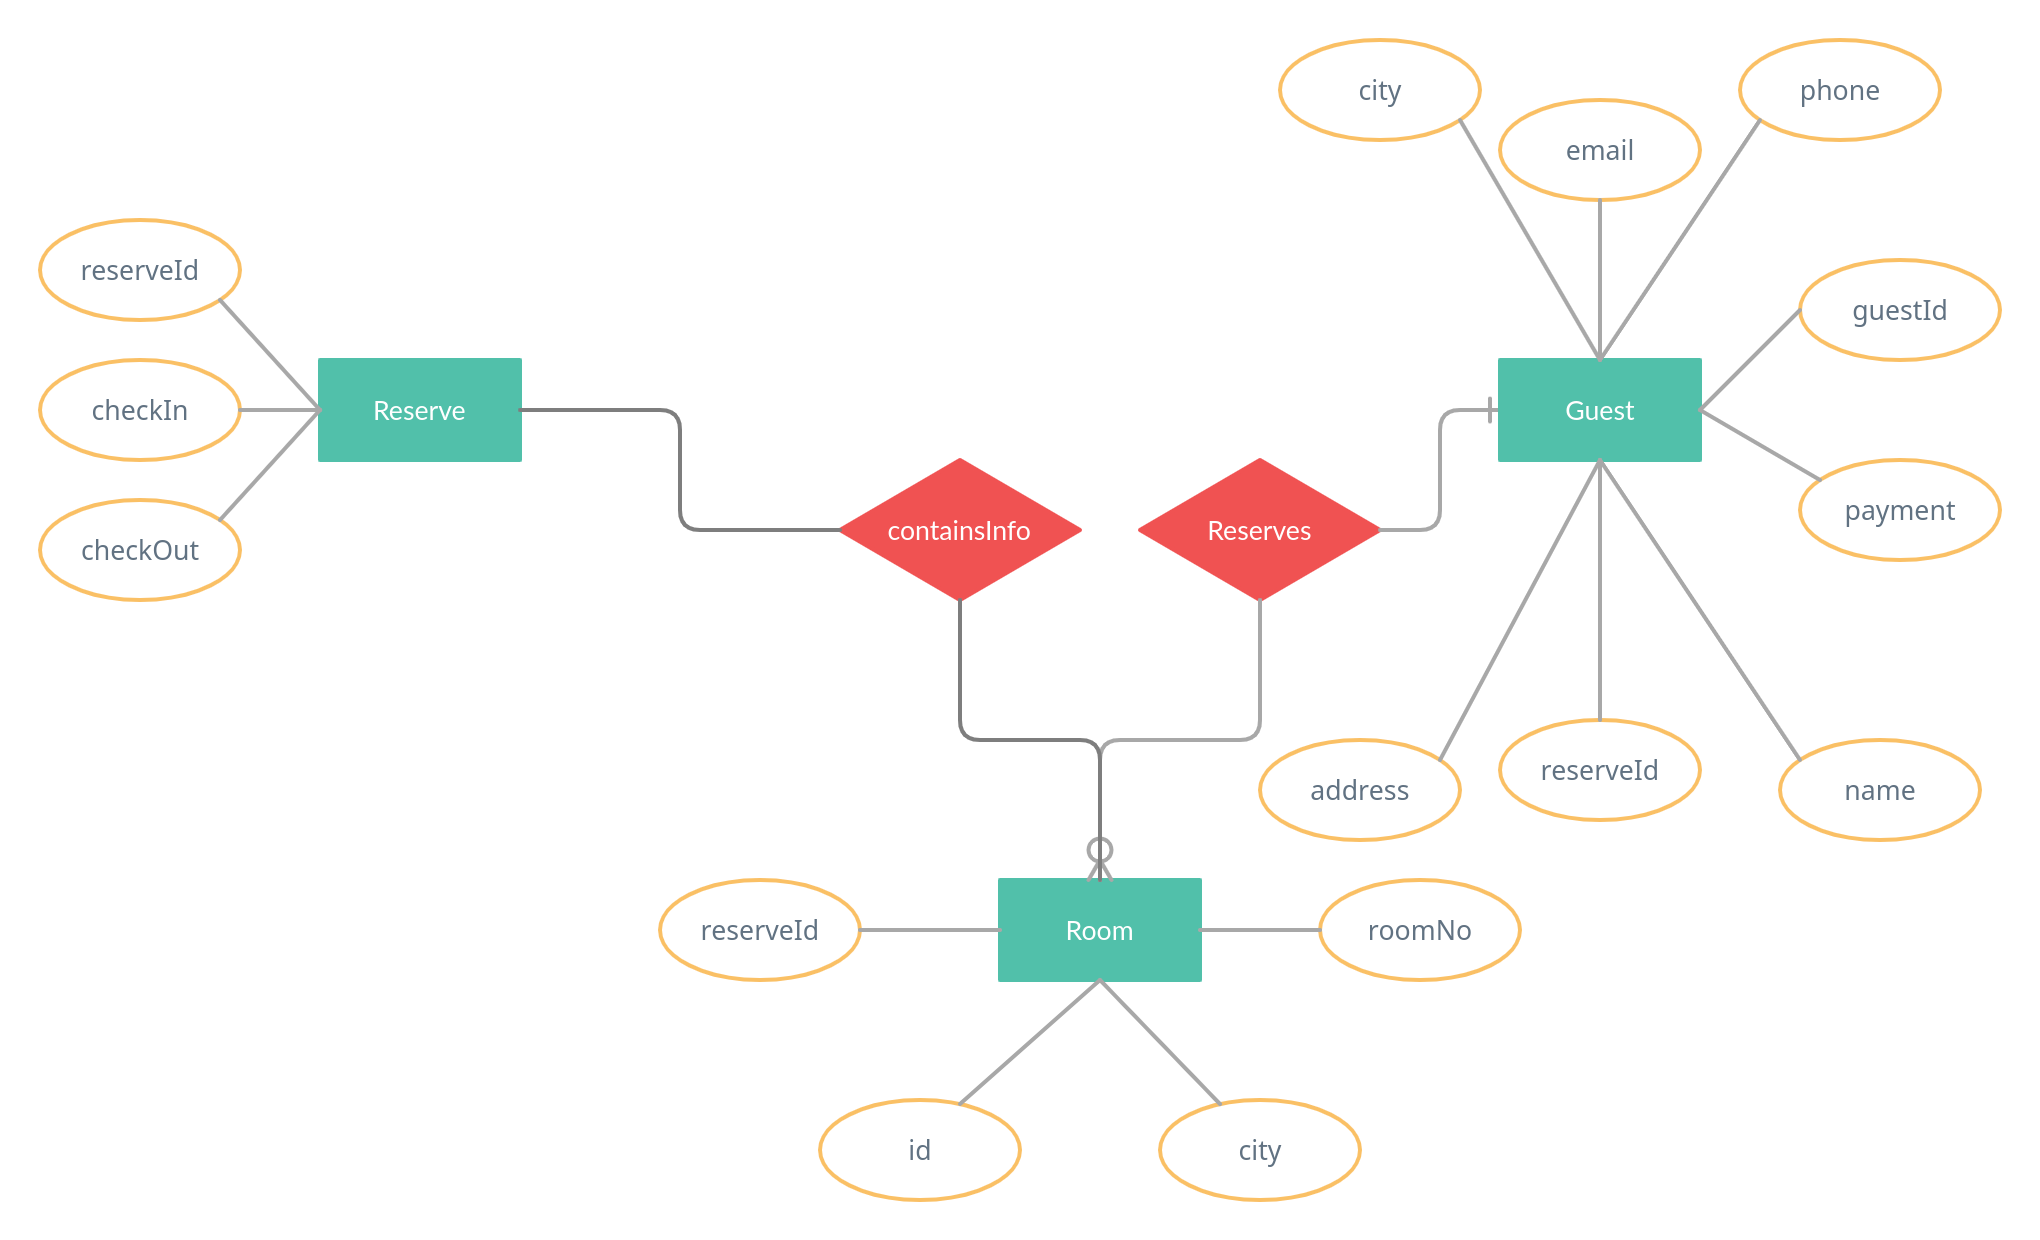 city
phone
email
reserveId
guestId
checkIn
Reserve
Guest
payment
containsInfo
Reserves
checkOut
address
reserveId
name
reserveId
Room
roomNo
id
city